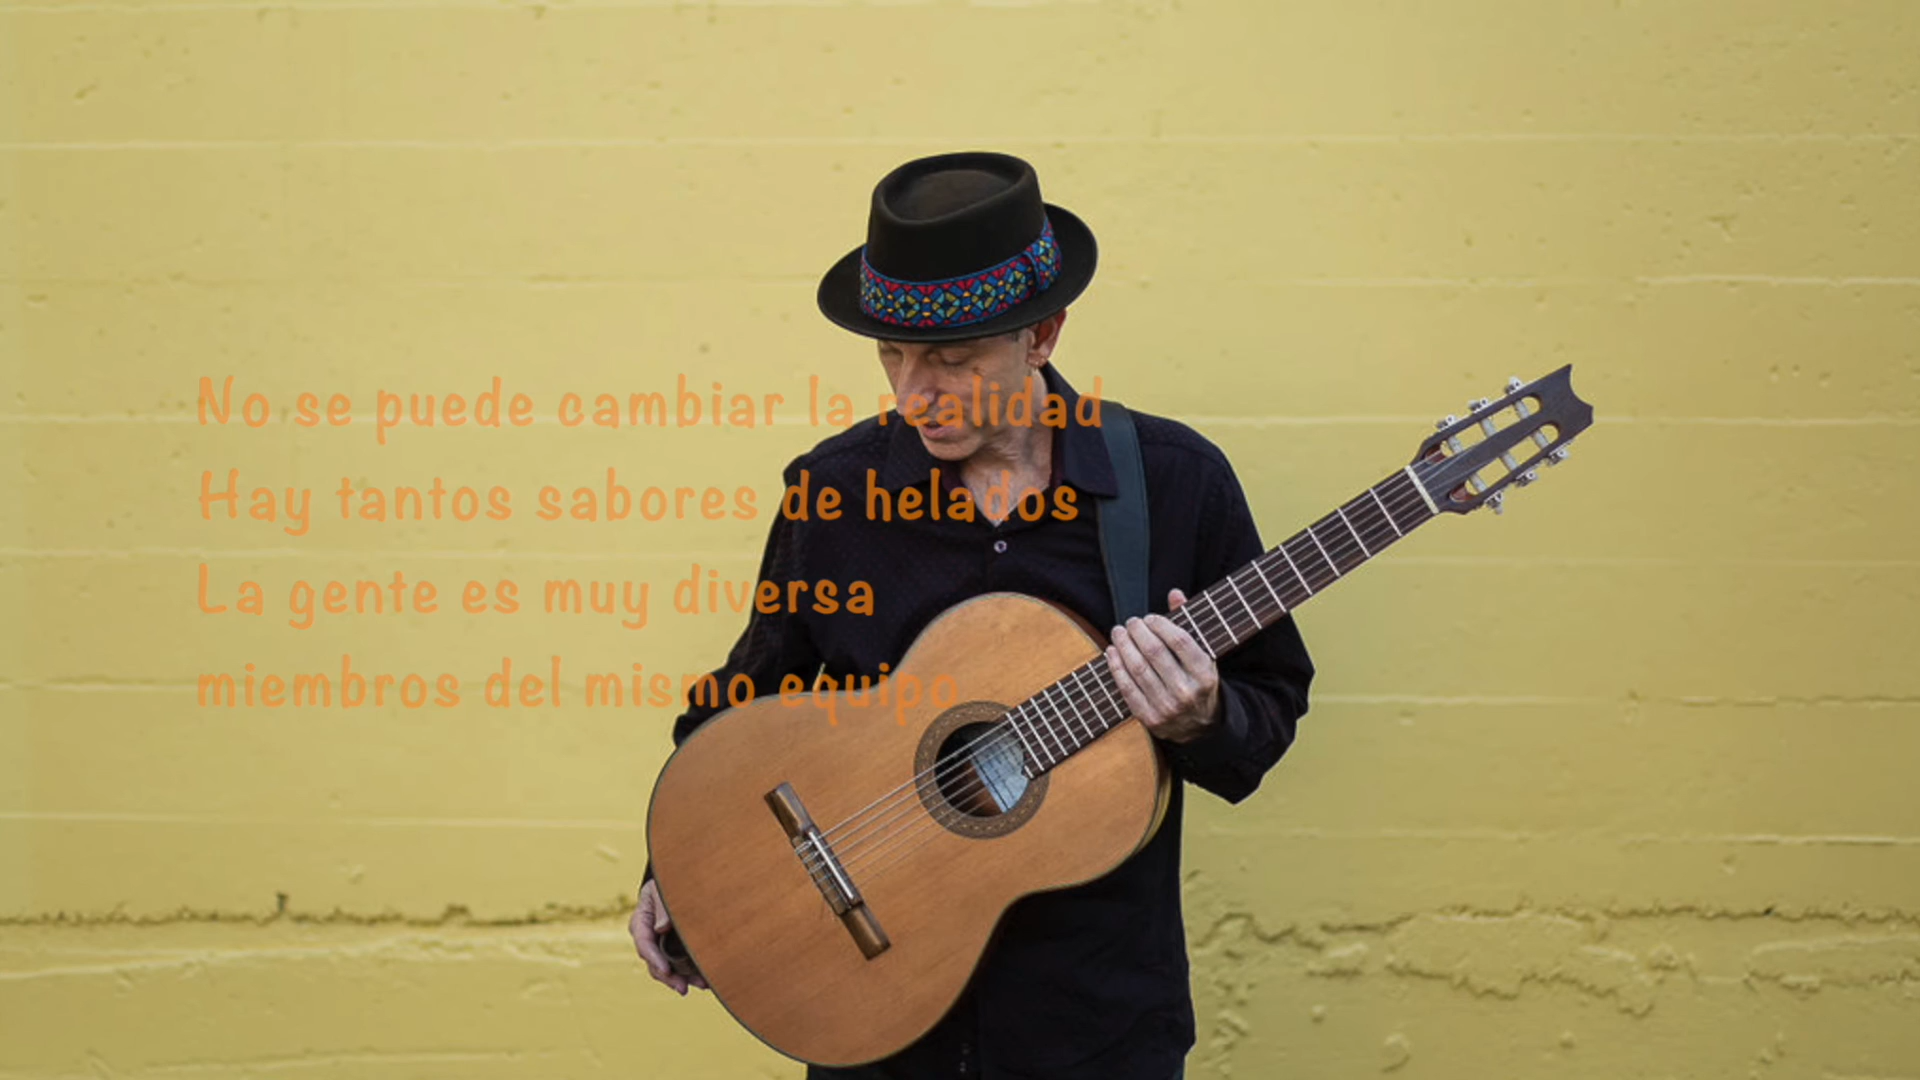 No se puede cambiar la realidad
Hay tantos sabores de helados
La gente es muy diversa
miembros del mismo equipo